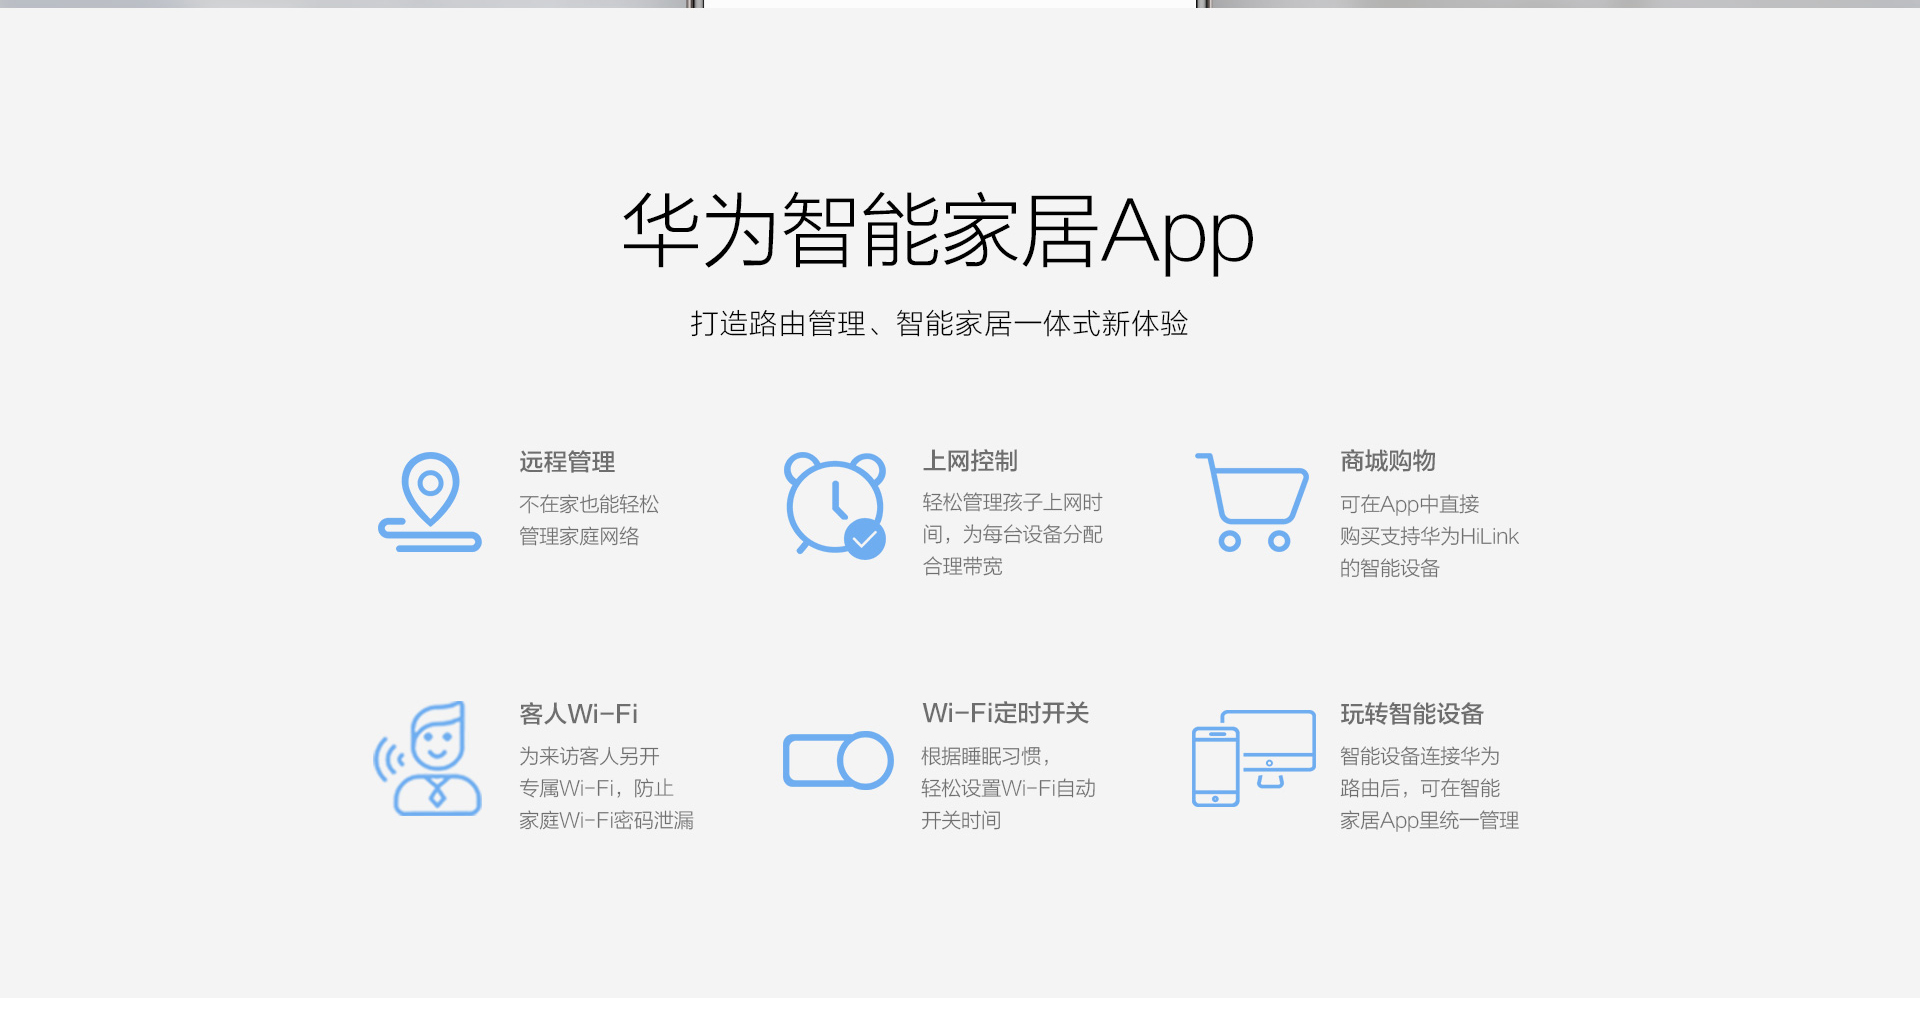 华为智能家居App
打造路由管理、智能家居一体式新体验
远程管理
不在家也能轻松
管理家庭网络
上网控制
轻松管理孩子上网时
间，为每台设备分配
合理带宽
商城购物
可在App中直接
购买支持华为HiLink
的智能设备
客人Wi-Fi
为来访客人另开
专属Wi-Fi，防止
家庭Wi-Fi密码泄漏
Wi-Fi定时开关
根据睡眠习惯，
轻松设置Wi-Fi自动
开关时间
玩转智能设备
智能设备连接华为
路由后，可在智能
家居App里统一管理